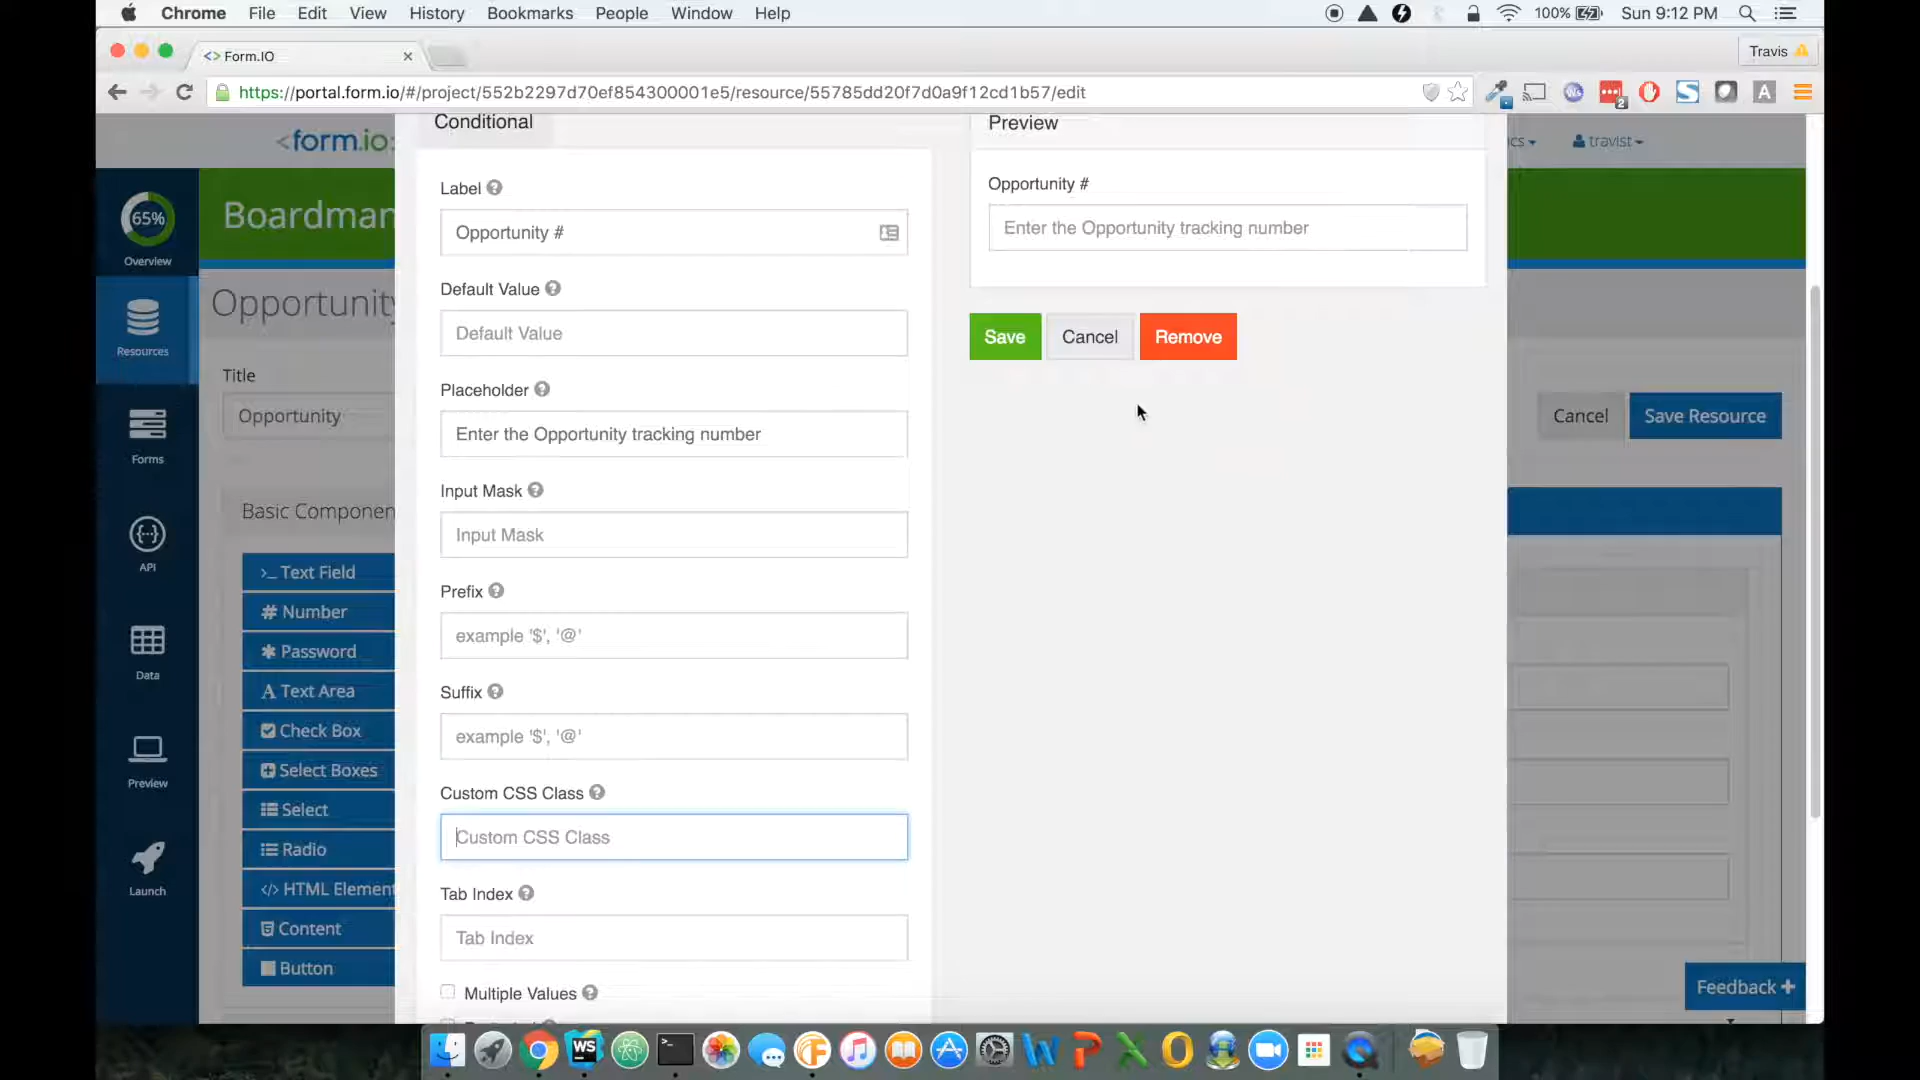 Chrome File Edit View History Bookmarks People Window Help
100% Sun 9:12 PM
<> Form.IO
Travis
https://portal.form.io/#/project/552b2297d70ef854300001e5/resource/55785dd20f7d0a9f12cd1b57/edit
2
<form.io
Conditional
Preview
ics
travist
65%
Overview
Boardman
Label
Opportunity #
Opportunity #
Enter the Opportunity tracking number
Resources
Opportunity
Default Value
Default Value
Save Cancel Remove
Title
Opportunity
Placeholder
Enter the Opportunity tracking number
Cancel Save Resource
Forms
Input Mask
Input Mask
Basic Componen
API
>_ Text Field
# Number
Prefix
example '$', '@'
Password
Data
A Text Area
Suffix
example '$', '@'
Check Box
Preview
Select Boxes
Select
Custom CSS Class
Custom CSS Class
Radio
Launch
</> HTML Element
Tab Index
Tab Index
Content
Button
Multiple Values
Feedback +
WS